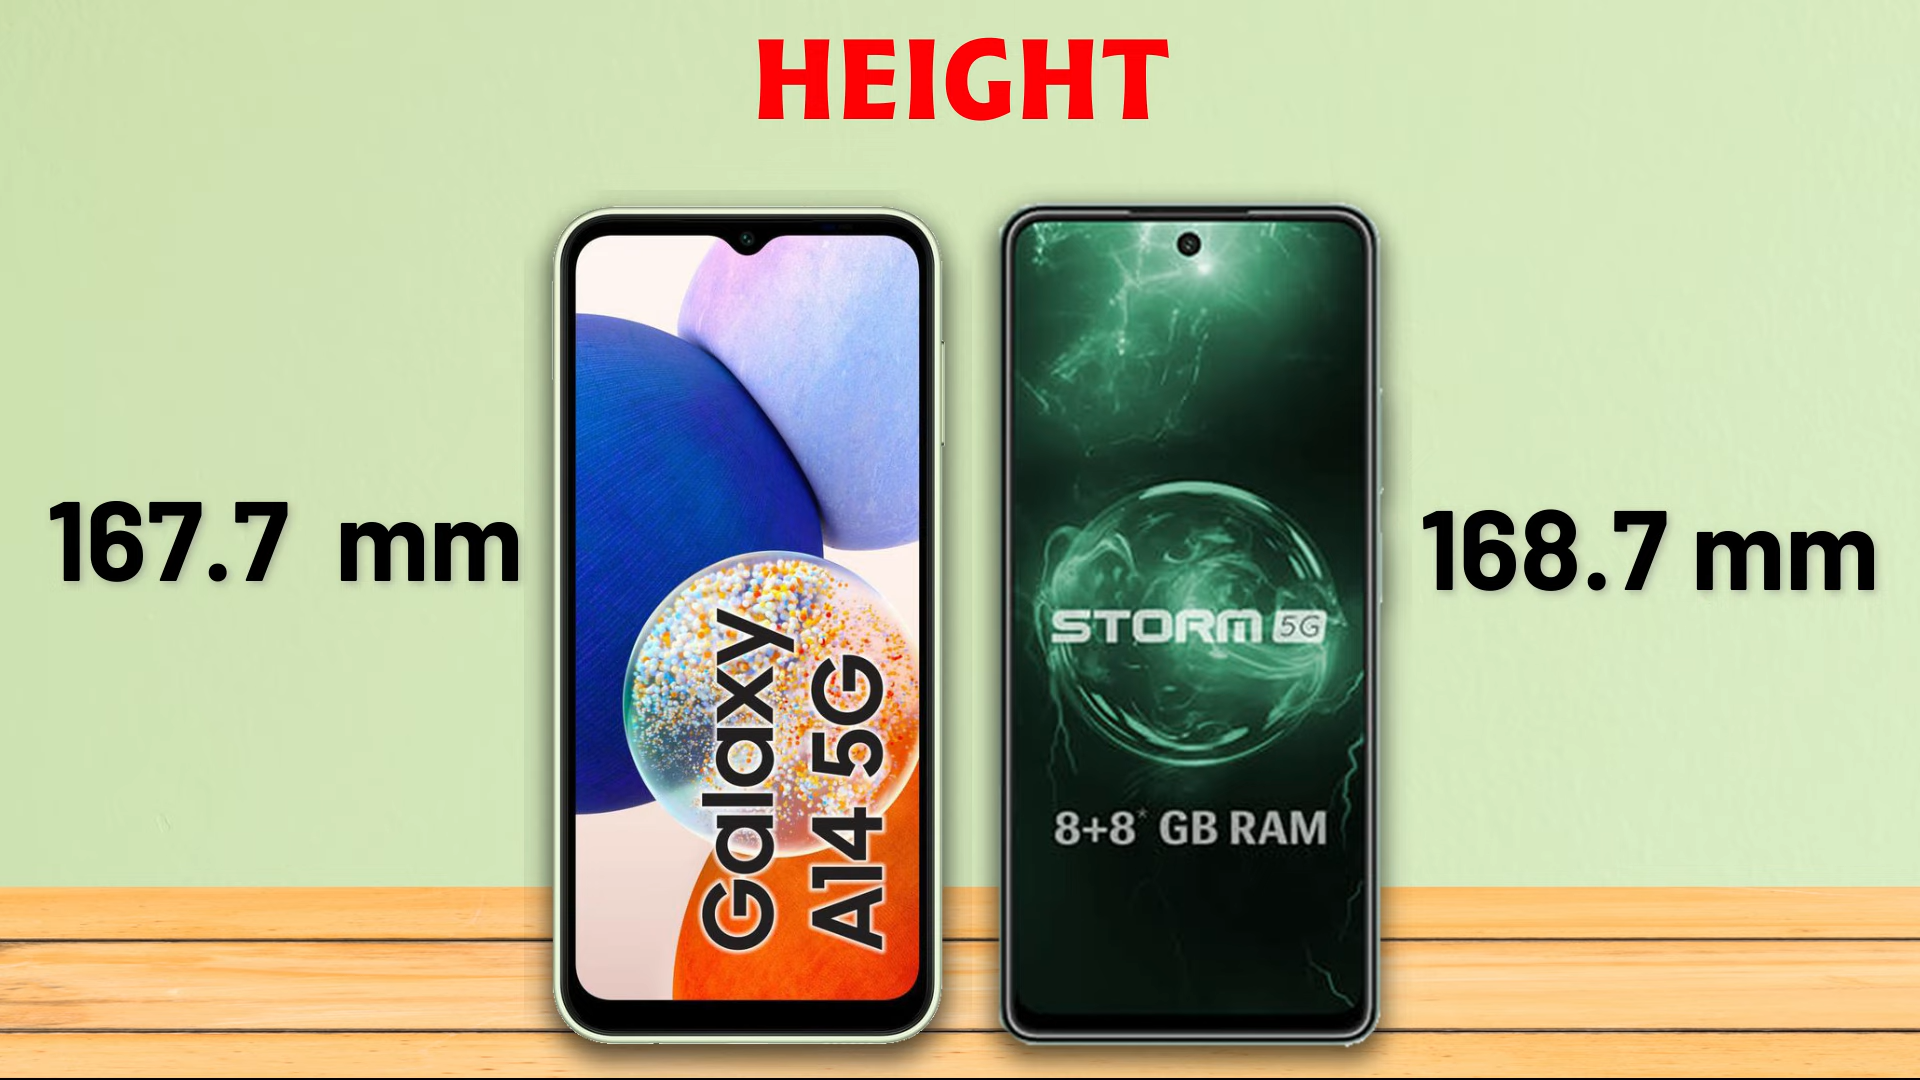 HEIGHT
167.7 mm
Galaxy
A14 5G
STORM 5G
8+8* GB RAM
168.7 mm